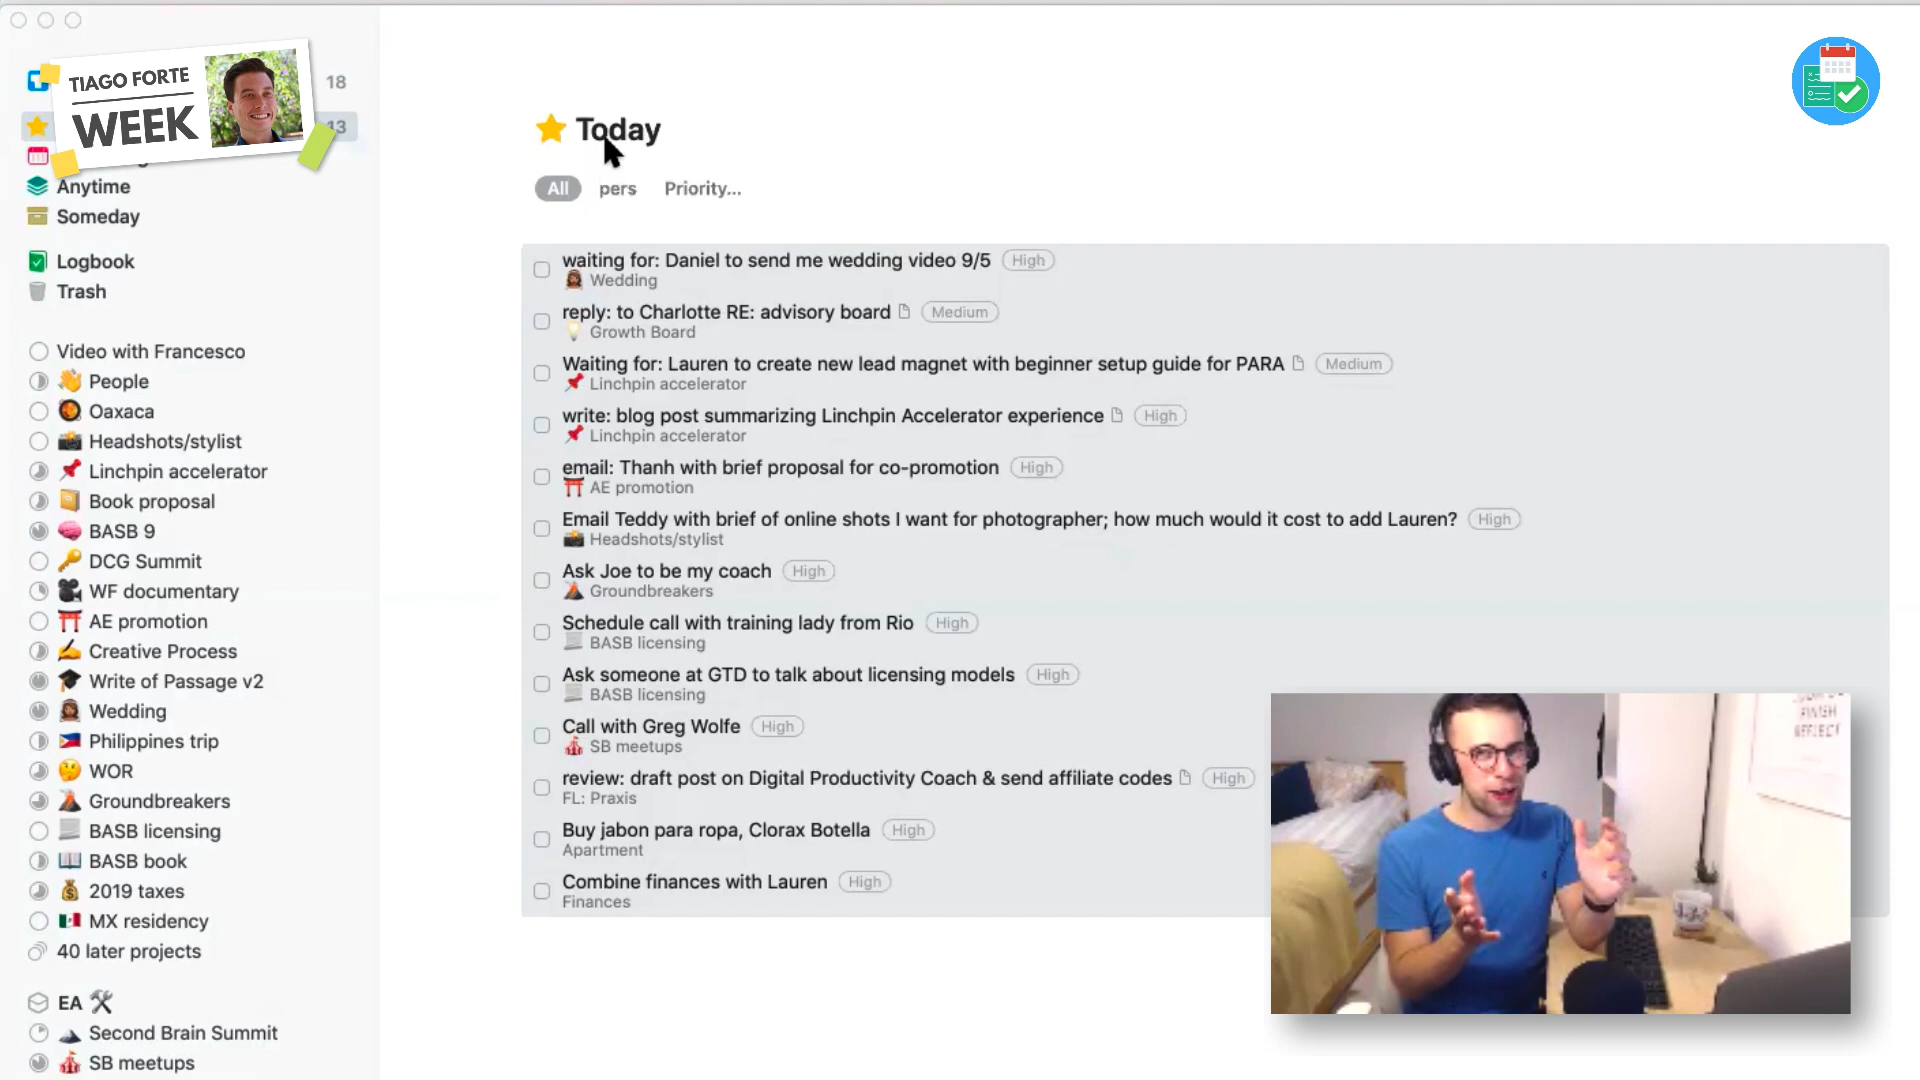 TIAGO FORTE
WEEK
18
13
Anytime
Someday
Logbook
Trash
Video with Francesco
People
Oaxaca
Headshots/stylist
Linchpin accelerator
Book proposal
BASB 9
DCG Summit
WF documentary
AE promotion
Creative Process
Write of Passage v2
Wedding
Philippines trip
WOR
Groundbreakers
BASB licensing
BASB book
2019 taxes
MX residency
40 later projects
EA
Second Brain Summit
SB meetups
Today
All pers Priority...
waiting for: Daniel to send me wedding video 9/5 High
Wedding
reply: to Charlotte RE: advisory board Medium
Growth Board
Waiting for: Lauren to create new lead magnet with beginner setup guide for PARA Medium
Linchpin accelerator
write: blog post summarizing Linchpin Accelerator experience High
Linchpin accelerator
email: Thanh with brief proposal for co-promotion High
AE promotion
Email Teddy with brief of online shots I want for photographer; how much would it cost to add Lauren? High
Headshots/stylist
Ask Joe to be my coach High
Groundbreakers
Schedule call with training lady from Rio High
BASB licensing
Ask someone at GTD to talk about licensing models High
BASB licensing
Call with Greg Wolfe High
SB meetups
review: draft post on Digital Productivity Coach & send affiliate codes High
FL: Praxis
Buy jabon para ropa, Clorax Botella High
Apartment
Combine finances with Lauren High
Finances
FINISH